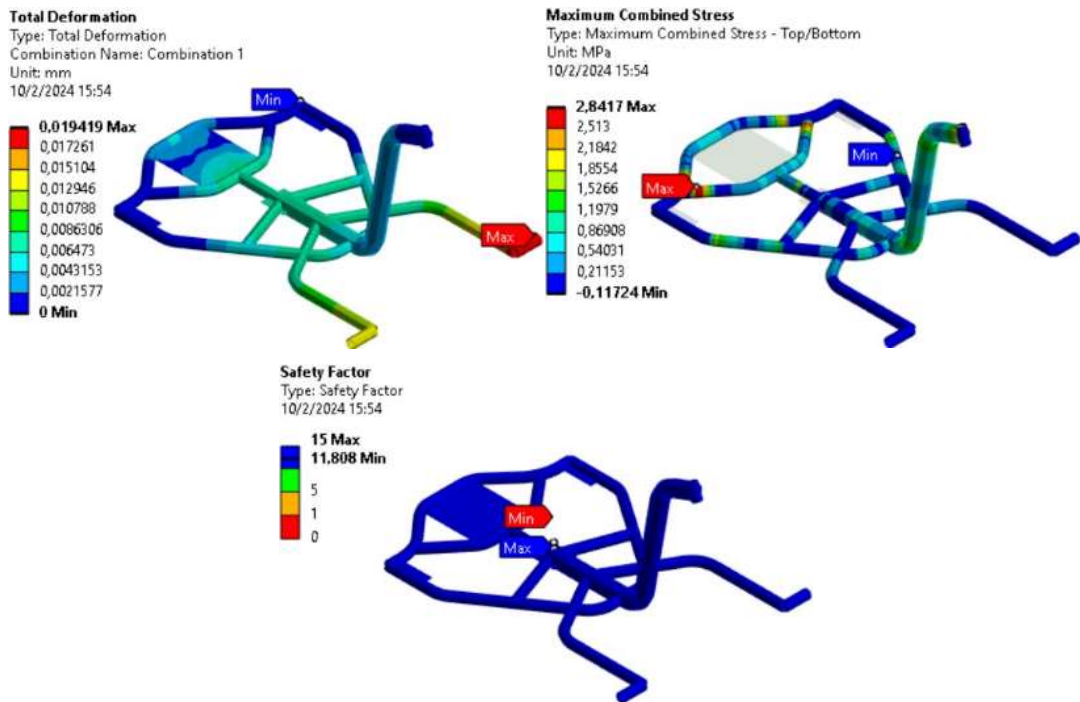 Total Deformation
Type: Total Deformation
Combination Name: Combination 1
Unit: mm
10/2/2024 15:54
0,019419 Max
0,017261
0,015104
0,012946
0,010788
0,0086306
0,006473
0,0043153
0,0021577
0 Min
Min
Max
Maximum Combined Stress
Type: Maximum Combined Stress - Top/Bottom
Unit: MPa
10/2/2024 15:54
2,8417 Max
2,513
2,1842
1,8554
1,5266
1,1979
0,86908
0,54031
0,21153
-0,11724 Min
Min
Max
Safety Factor
Type: Safety Factor
10/2/2024 15:54
15 Max
11,808 Min
5
1
0
Min
Max